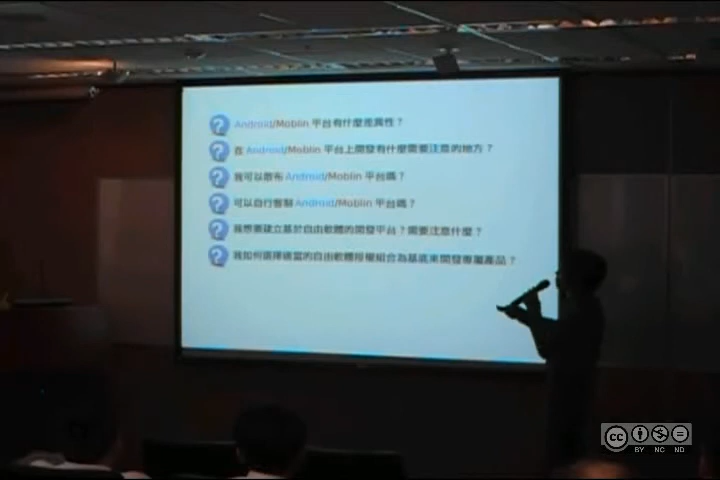 Android/Moblin 平台有什麼差異性？
在 Android/Moblin 平台上開發有什麼需要注意的地方？
我可以散布 Android/Moblin 平台嗎？
可以自行客制 Android/Moblin 平台嗎？
我想要建立基於自由軟體的開發平台？需要注意什麼？
我如何選擇適當的自由軟體授權組合為基底來開發專屬產品？
cc
BY NC ND